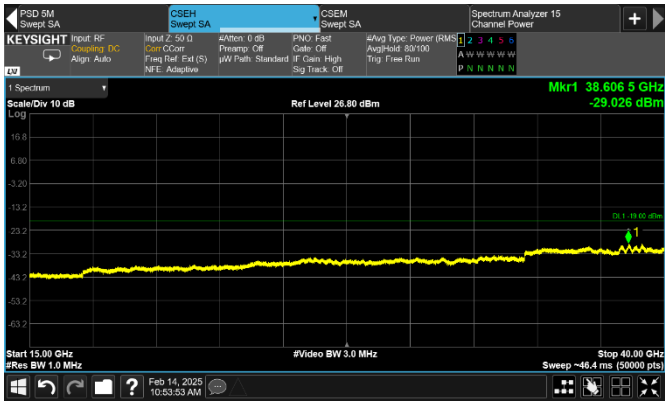 PSD 5M
Swept SA
CSEH
Swept SA
CSEM
Swept SA
Spectrum Analyzer 15
Channel Power
KEYSIGHT
Input: RF
Coupling: DC
Align: Auto
Input Z: 50 Ω
Corr CCorr
Freq Ref: Ext (S)
NFE: Adaptive
#Atten: 0 dB
Preamp: Off
µW Path: Standard
PNO: Fast
Gate: Off
IF Gain: High
Sig Track: Off
#Avg Type: Power (RMS)
Avg|Hold: 80/100
Trig: Free Run
1 2 3 4 5 6
A W W W W W
P N N N N N
LXI
1 Spectrum
Mkr1 38.606 5 GHz
Scale/Div 10 dB
Ref Level 26.80 dBm
-29.026 dBm
Log
16.8
6.80
-3.20
-13.2
DL1 -19.00 dBm
-23.2
1
-33.2
-43.2
-53.2
-63.2
Start 15.00 GHz
#Video BW 3.0 MHz
Stop 40.00 GHz
#Res BW 1.0 MHz
Sweep ~46.4 ms (50000 pts)
Feb 14, 2025
10:53:53 AM